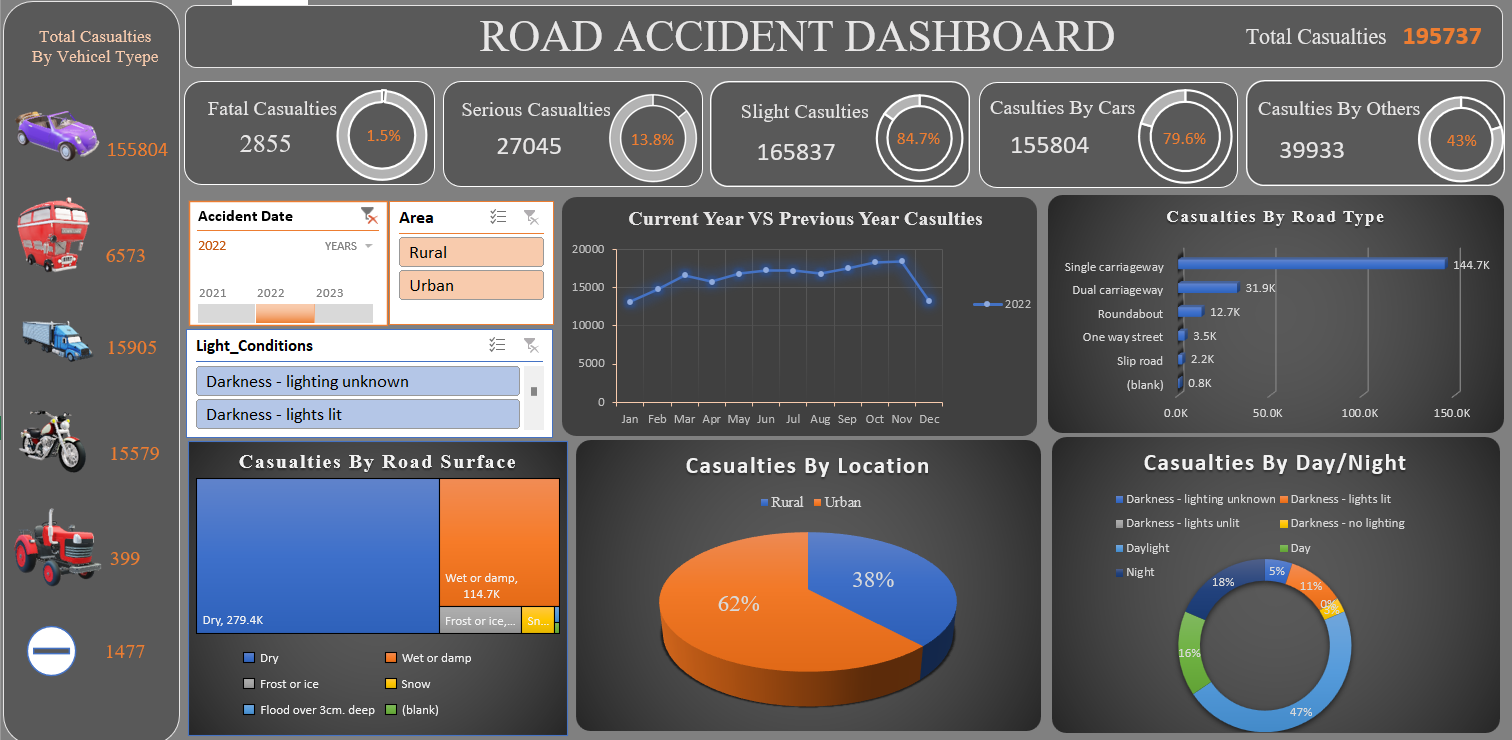 Total Casualties
By Vehicel Tyepe
155804
6573
15905
15579
399
1477
ROAD ACCIDENT DASHBOARD
Total Casualties 195737
Fatal Casualties
2855
1.5%
Serious Casualties
27045
13.8%
Slight Casulties
165837
84.7%
Casulties By Cars
155804
79.6%
Casulties By Others
39933
43%
Accident Date
2022
YEARS
2021 2022 2023
Area
Rural
Urban
Light_Conditions
Darkness - lighting unknown
Darkness - lights lit
Current Year VS Previous Year Casulties
20000
15000
10000
5000
0
Jan Feb Mar Apr May Jun Jul Aug Sep Oct Nov Dec
2022
Casualties By Road Type
Single carriageway 144.7K
Dual carriageway 31.9K
Roundabout 12.7K
One way street 3.5K
Slip road 2.2K
(blank) 0.8K
0.0K 50.0K 100.0K 150.0K
Casualties By Road Surface
Dry, 279.4K
Wet or damp,
114.7K
Frost or ice,...
Sn...
Dry Wet or damp
Frost or ice Snow
Flood over 3cm. deep (blank)
Casualties By Location
Rural Urban
38%
62%
Casualties By Day/Night
Darkness - lighting unknown Darkness - lights lit
Darkness - lights unlit Darkness - no lighting
Daylight Day
Night
5%
11%
0%
47%
16%
18%